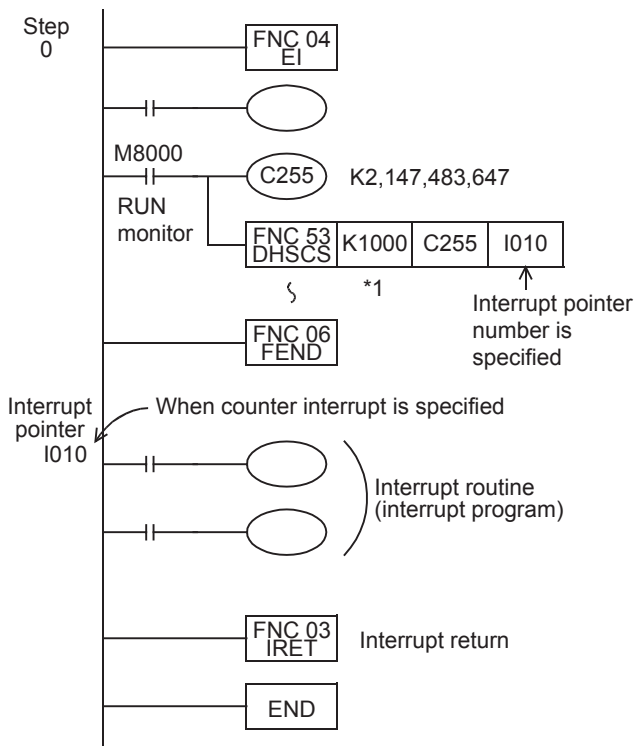 Step
0
FNC 04
EI
M8000
C255
K2,147,483,647
RUN
monitor
FNC 53
DHSCS
K1000
C255
I010
*1
Interrupt pointer
number is
specified
FNC 06
FEND
Interrupt
pointer
I010
When counter interrupt is specified
Interrupt routine
(interrupt program)
FNC 03
IRET
Interrupt return
END